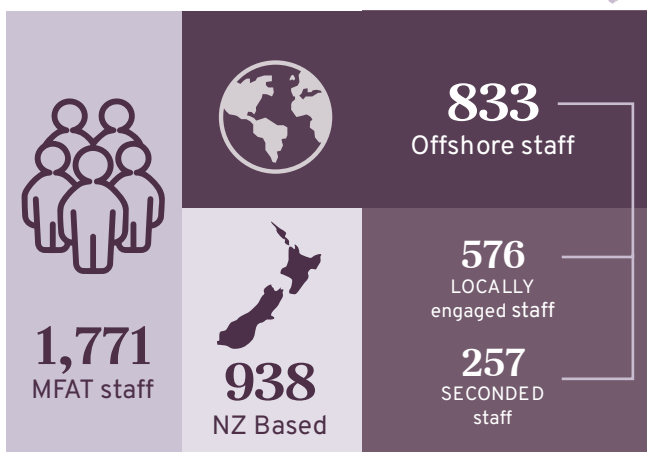 1,771
MFAT staff
938
NZ Based
833
Offshore staff
576
LOCALLY
engaged staff
257
SECONDED
staff